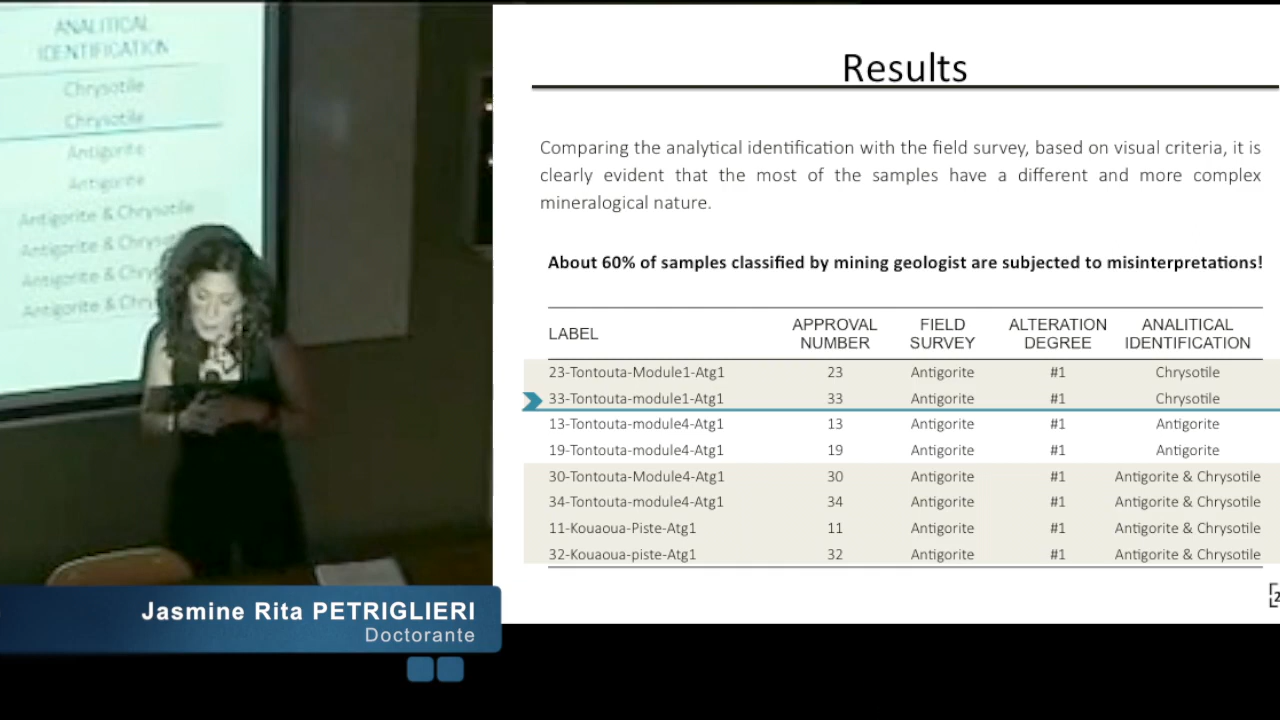 ANALITICAL
IDENTIFICATION
Chrysotile
Chrysotile
Antigorite
Antigorite
Antigorite & Chrysotile
Antigorite & Chryso
Antigorite & Chry
Antigorite & Chry
Jasmine Rita PETRIGLIERI
Doctorante
Results
Comparing the analytical identification with the field survey, based on visual criteria, it is
clearly evident that the most of the samples have a different and more complex
mineralogical nature.
About 60% of samples classified by mining geologist are subjected to misinterpretations!
LABEL APPROVAL NUMBER FIELD SURVEY ALTERATION DEGREE ANALITICAL IDENTIFICATION
23-Tontouta-Module1-Atg1 23 Antigorite #1 Chrysotile
33-Tontouta-module1-Atg1 33 Antigorite #1 Chrysotile
13-Tontouta-module4-Atg1 13 Antigorite #1 Antigorite
19-Tontouta-module4-Atg1 19 Antigorite #1 Antigorite
30-Tontouta-Module4-Atg1 30 Antigorite #1 Antigorite & Chrysotile
34-Tontouta-module4-Atg1 34 Antigorite #1 Antigorite & Chrysotile
11-Kouaoua-Piste-Atg1 11 Antigorite #1 Antigorite & Chrysotile
32-Kouaoua-piste-Atg1 32 Antigorite #1 Antigorite & Chrysotile